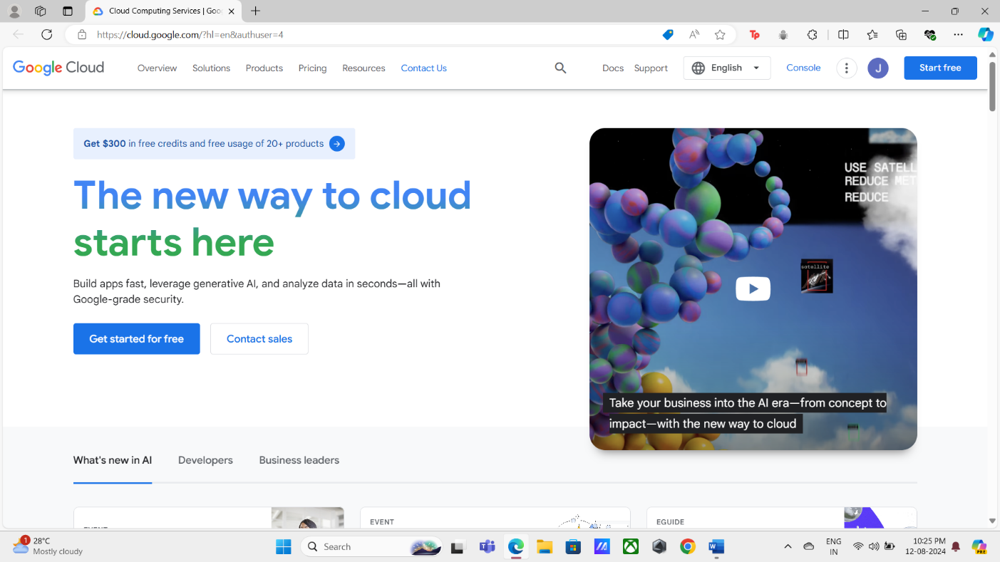 Cloud Computing Services | Goo
https://cloud.google.com/?hl=en&authuser=4
Google Cloud
Overview
Solutions
Products
Pricing
Resources
Contact Us
Docs
Support
English
Console
J
Start free
Get $300 in free credits and free usage of 20+ products
The new way to cloud
starts here
Build apps fast, leverage generative AI, and analyze data in seconds—all with
Google-grade security.
Get started for free
Contact sales
USE SATELL
REDUCE MET
REDUCE
satellite
Take your business into the AI era—from concept to
impact—with the new way to cloud
What's new in AI
Developers
Business leaders
EVENT
EGUIDE
1
28°C
Mostly cloudy
Search
ENG
IN
10:25 PM
12-08-2024
PRE